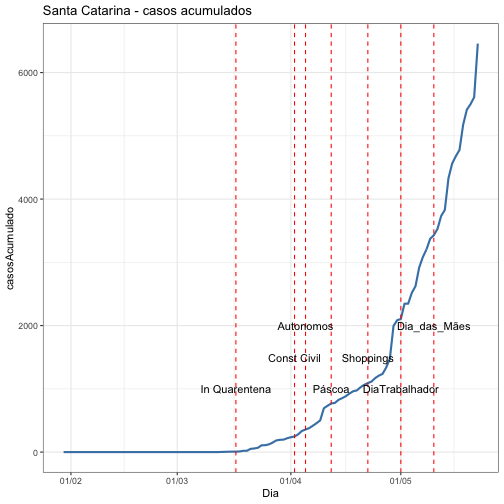 Santa Catarina - casos acumulados
casosAcumulado
6000
4000
2000
0
Autonomos
Dia_das_Mães
Const Civil
Shoppings
In Quarentena
Páscoa
DiaTrabalhador
01/02
01/03
01/04
01/05
Dia